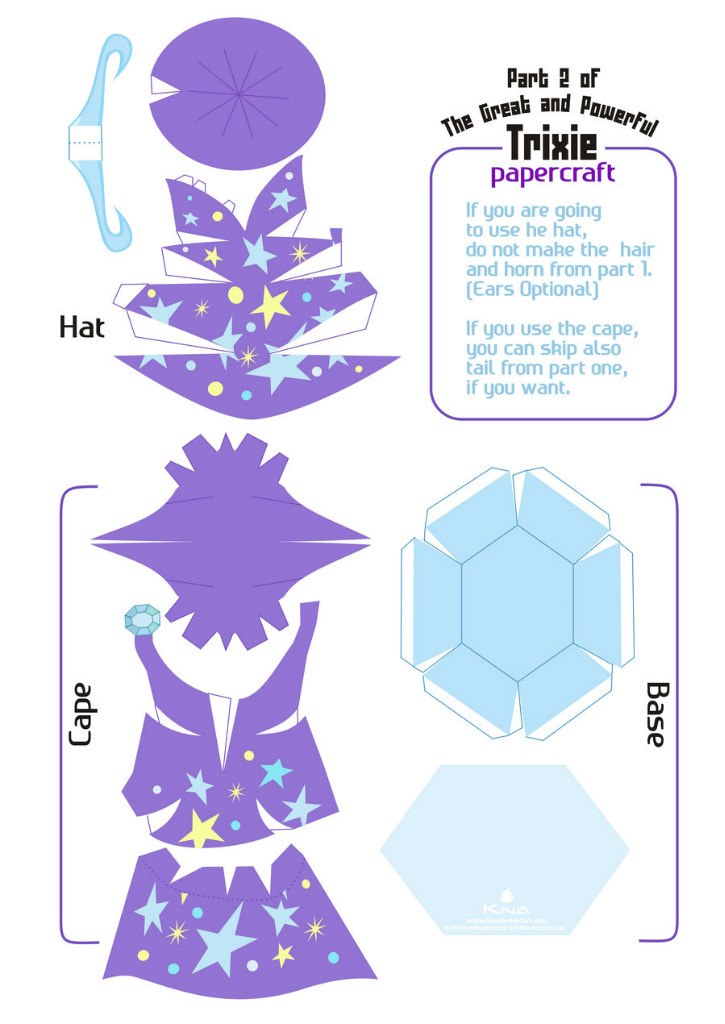 Part 2 of
The Great and Powerful
Trixie
papercraft
If you are going
to use he hat,
do not make the hair
and horn from part 1.
(Ears Optional)
If you use the cape,
you can skip also
tail from part one,
if you want.
Hat
Cape
Base
Kna